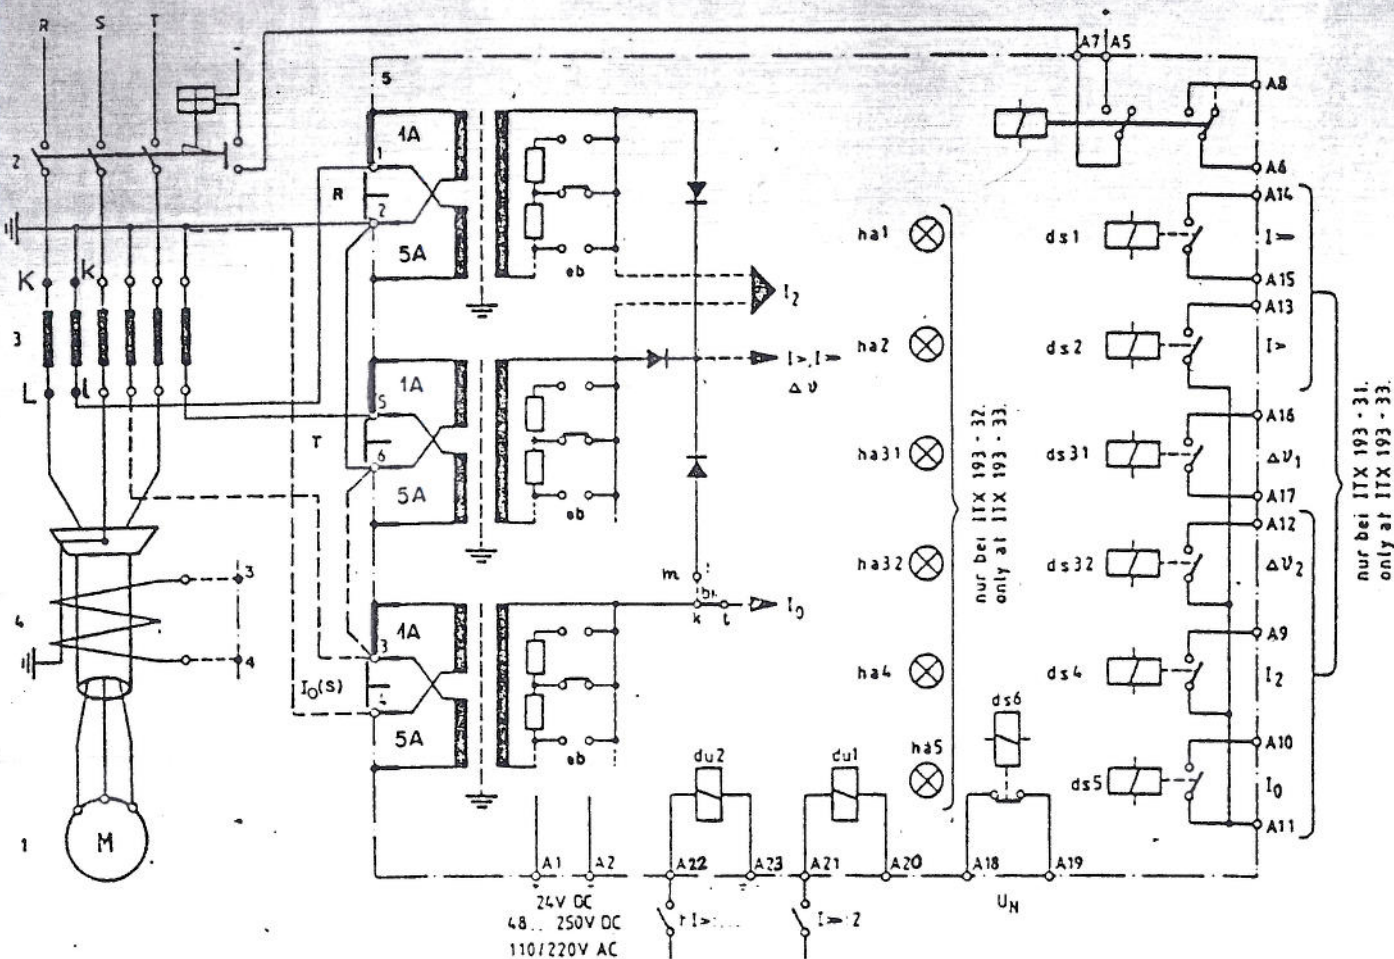 R S T
A7 A5
5
A8
1A
1
2
R
2
5A
eb
A6
A14
ha1
ds1
I>>
A15
I2
K k
3
L l
A13
ha2
ds2
I>
I>, I>>
Δϑ
1A
5
T
6
5A
eb
A16
ha31
ds31
Δϑ1
A17
A12
ha32
ds32
Δϑ2
m
br
k t
I0
3
4
4
1A
3
I0(S)
4
5A
eb
A9
ha4
ds4
I2
ds6
A10
du2
du1
ha5
ds5
I0
A11
1
M
nur bei ITX 193 - 32.
only at ITX 193 - 33.
nur bei ITX 193 - 31.
only at ITX 193 - 33.
A1 A2 A22 A23 A21 A20 A18 A19
24V DC
48... 250V DC
110/220V AC
I>:...
I>>:2
UN